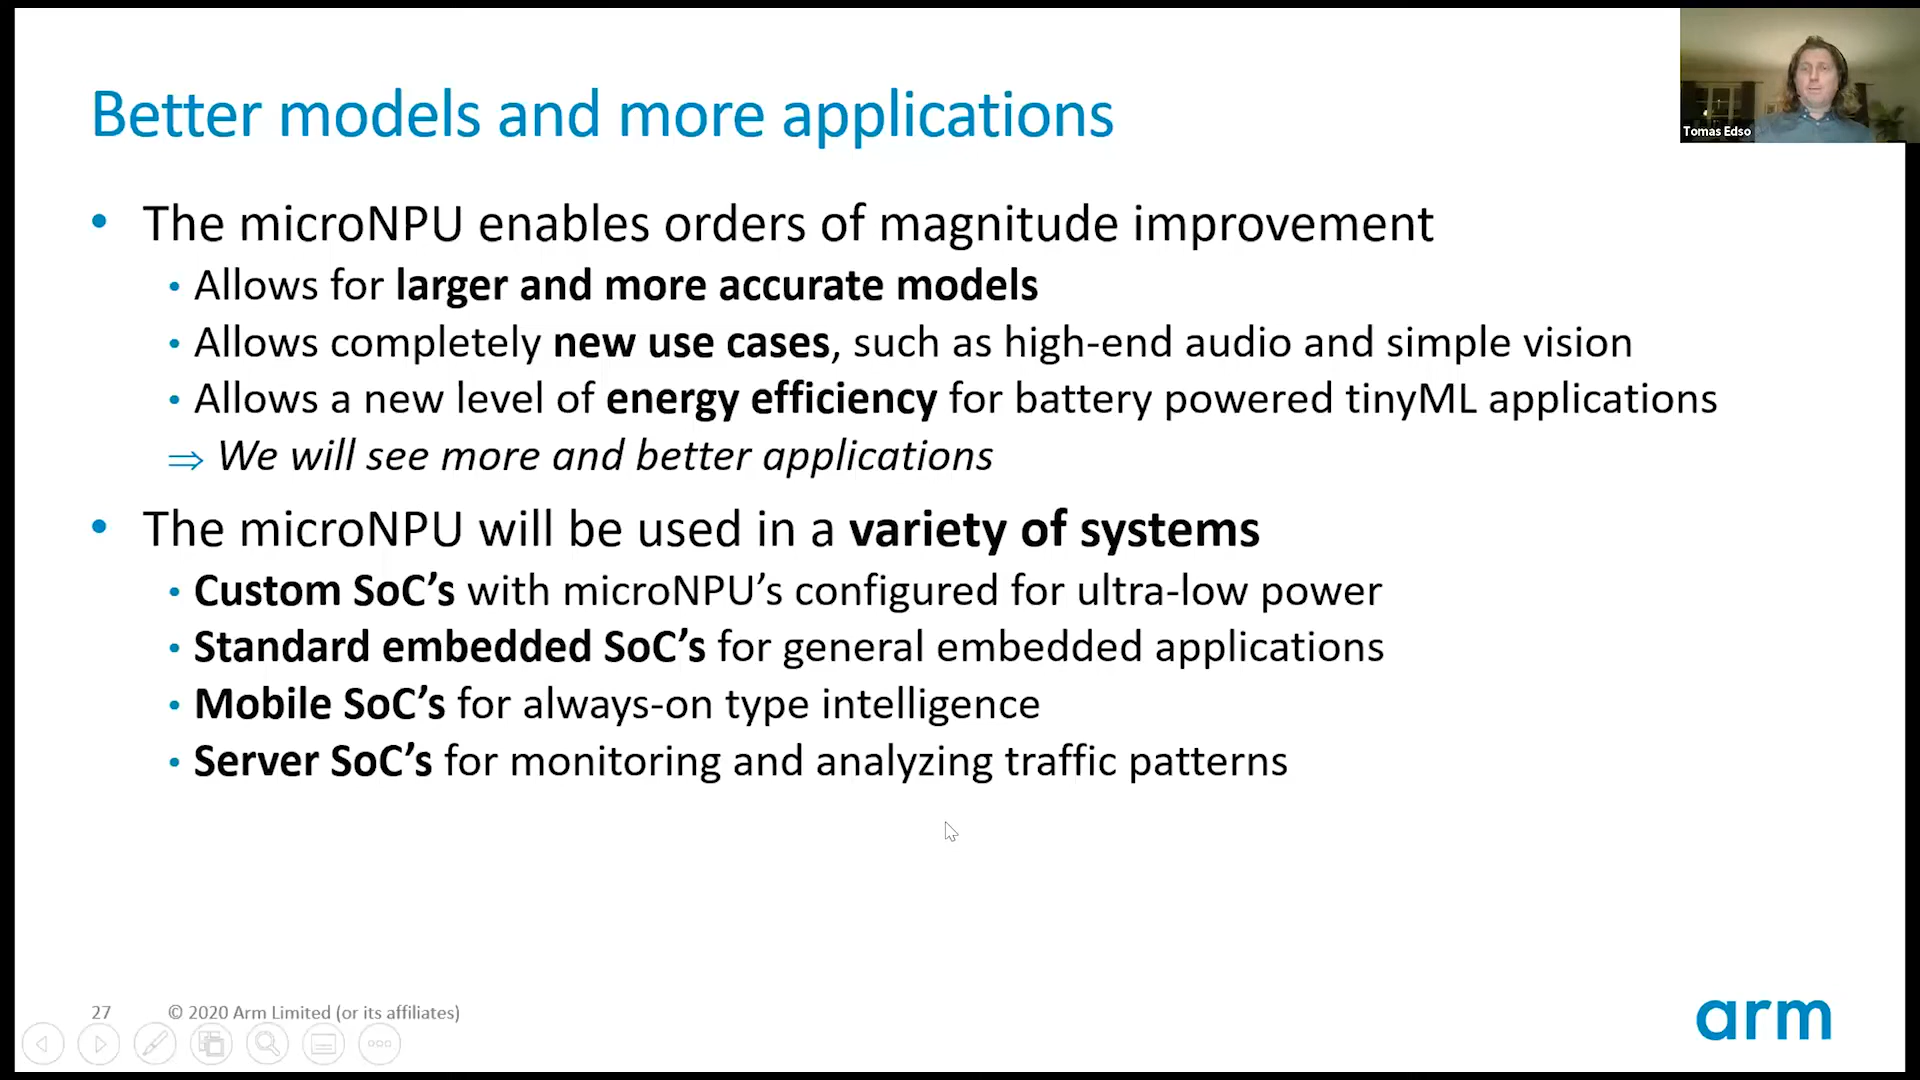 Better models and more applications
Tomas Edso
• The microNPU enables orders of magnitude improvement
• Allows for larger and more accurate models
• Allows completely new use cases, such as high-end audio and simple vision
• Allows a new level of energy efficiency for battery powered tinyML applications
⇒ We will see more and better applications
• The microNPU will be used in a variety of systems
• Custom SoC’s with microNPU’s configured for ultra-low power
• Standard embedded SoC’s for general embedded applications
• Mobile SoC’s for always-on type intelligence
• Server SoC’s for monitoring and analyzing traffic patterns
27 © 2020 Arm Limited (or its affiliates)
arm